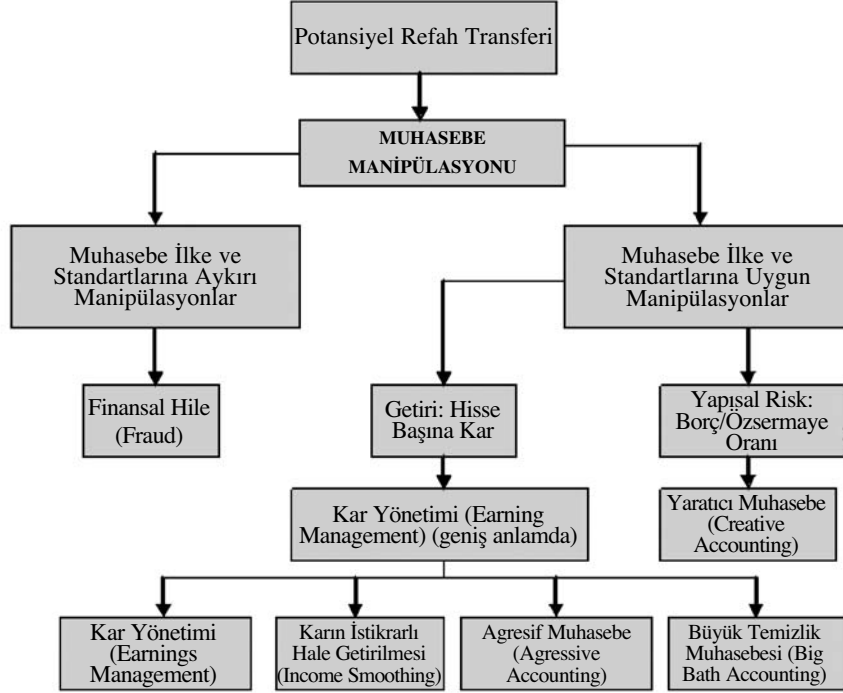 Potansiyel Refah Transferi
MUHASEBE
MANİPÜLASYONU
Muhasebe İlke ve
Standartlarına Aykırı
Manipülasyonlar
Muhasebe İlke ve
Standartlarına Uygun
Manipülasyonlar
Finansal Hile
(Fraud)
Getiri: Hisse
Başına Kar
Yapısal Risk:
Borç/Özsermaye
Oranı
Kar Yönetimi (Earning
Management) (geniş anlamda)
Yaratıcı Muhasebe
(Creative
Accounting)
Kar Yönetimi
(Earnings
Management)
Karın İstikrarlı
Hale Getirilmesi
(Income Smoothing)
Agresif Muhasebe
(Agressive
Accounting)
Büyük Temizlik
Muhasebesi (Big
Bath Accounting)